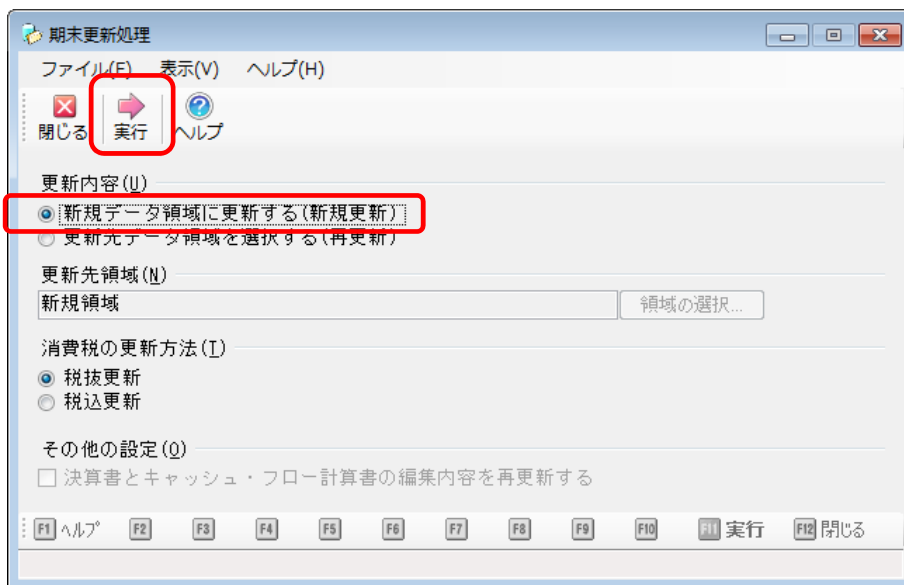 期末更新処理
ファイル(F) 表示(V) ヘルプ(H)
閉じる 実行 ヘルプ
更新内容(U)
新規データ領域に更新する(新規更新)
更新先データ領域を選択する(再更新)
更新先領域(N)
新規領域 領域の選択...
消費税の更新方法(T)
税抜更新
税込更新
その他の設定(O)
決算書とキャッシュ・フロー計算書の編集内容を再更新する
F1 ヘルプ F2 F3 F4 F5 F6 F7 F8 F9 F10 F11 実行 F12 閉じる